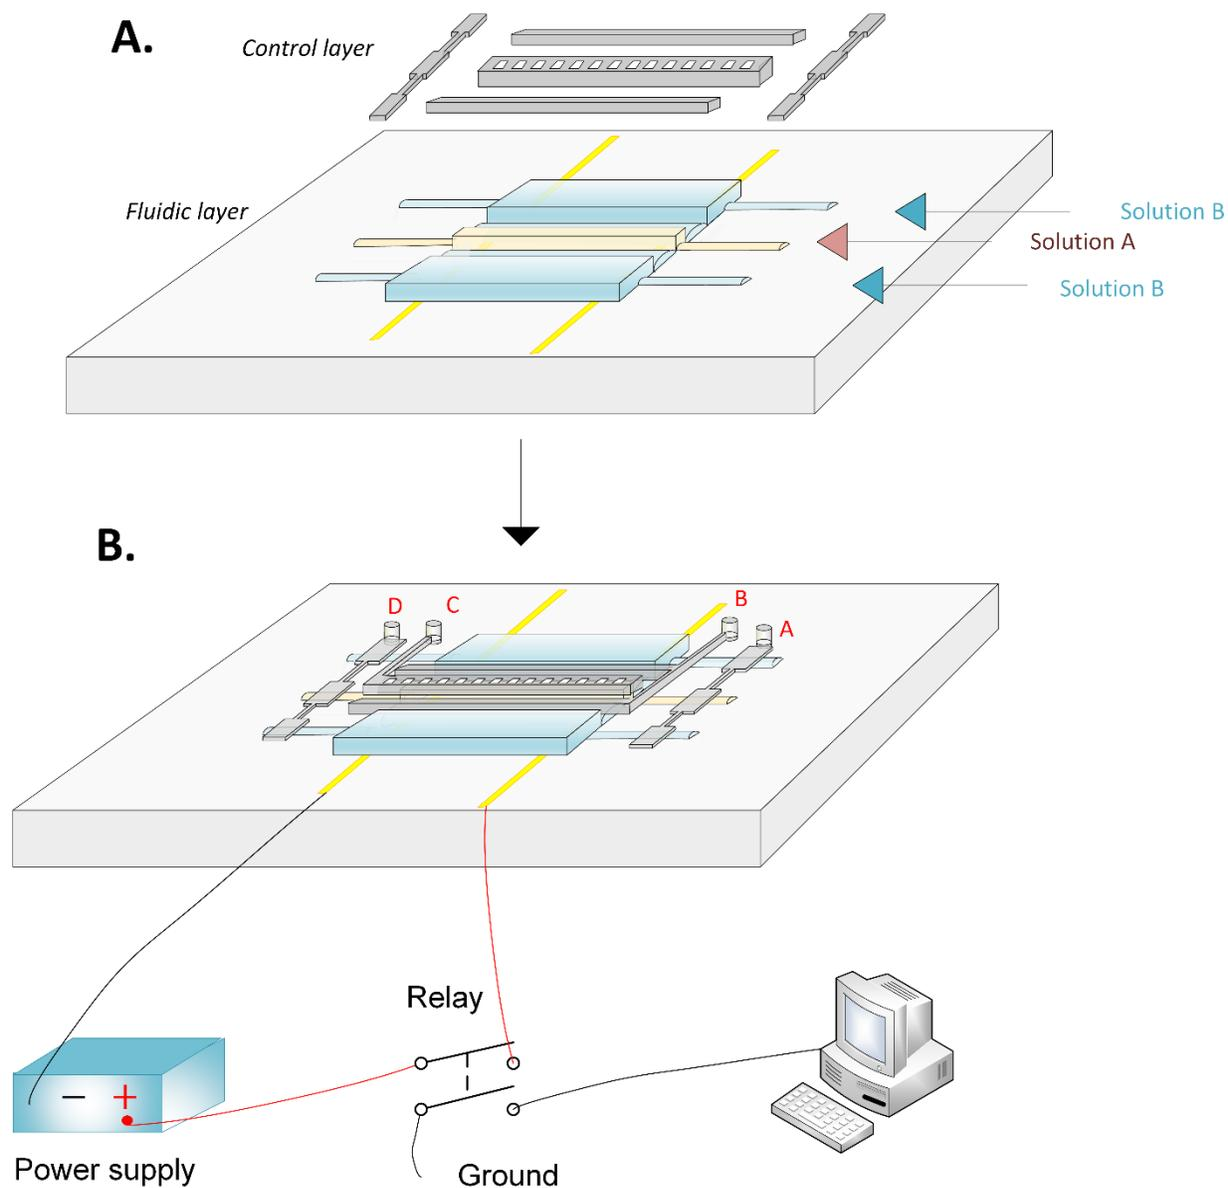 A.
Control layer
Fluidic layer
Solution B
Solution A
Solution B
B.
D
C
B
A
Relay
− +
Power supply
Ground